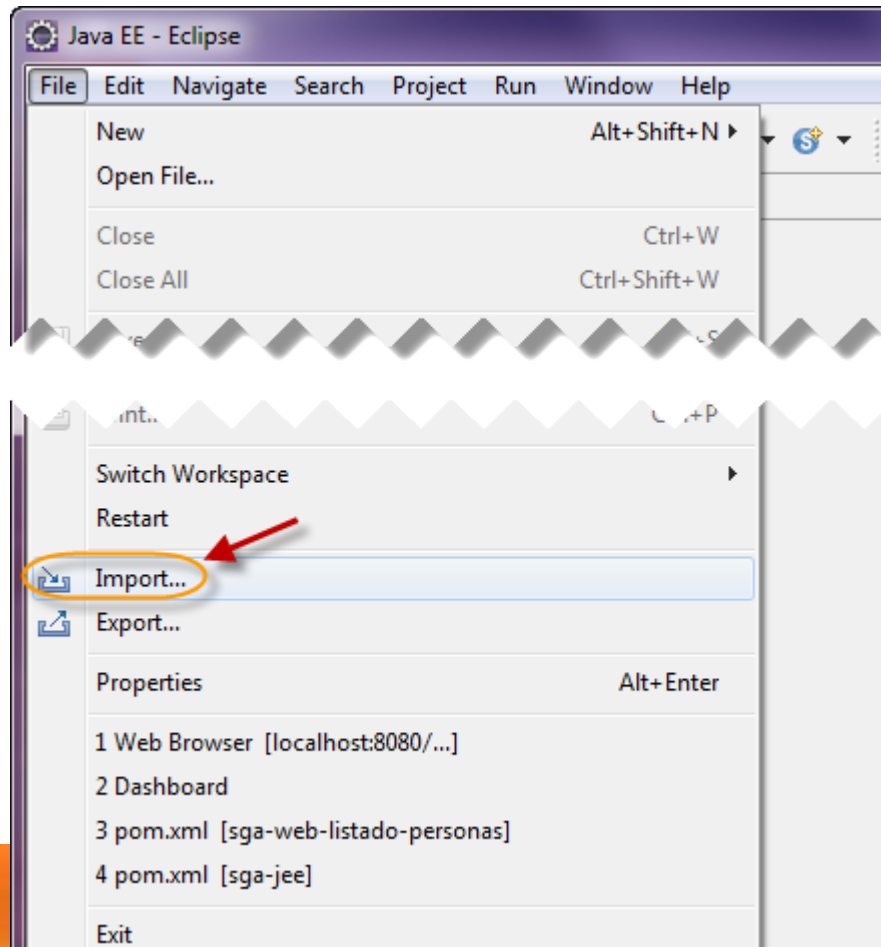 Java EE - Eclipse
File Edit Navigate Search Project Run Window Help
New Alt+Shift+N
Open File...
Close Ctrl+W
Close All Ctrl+Shift+W
Switch Workspace
Restart
Import...
Export...
Properties Alt+Enter
1 Web Browser [localhost:8080/...]
2 Dashboard
3 pom.xml [sga-web-listado-personas]
4 pom.xml [sga-jee]
Exit